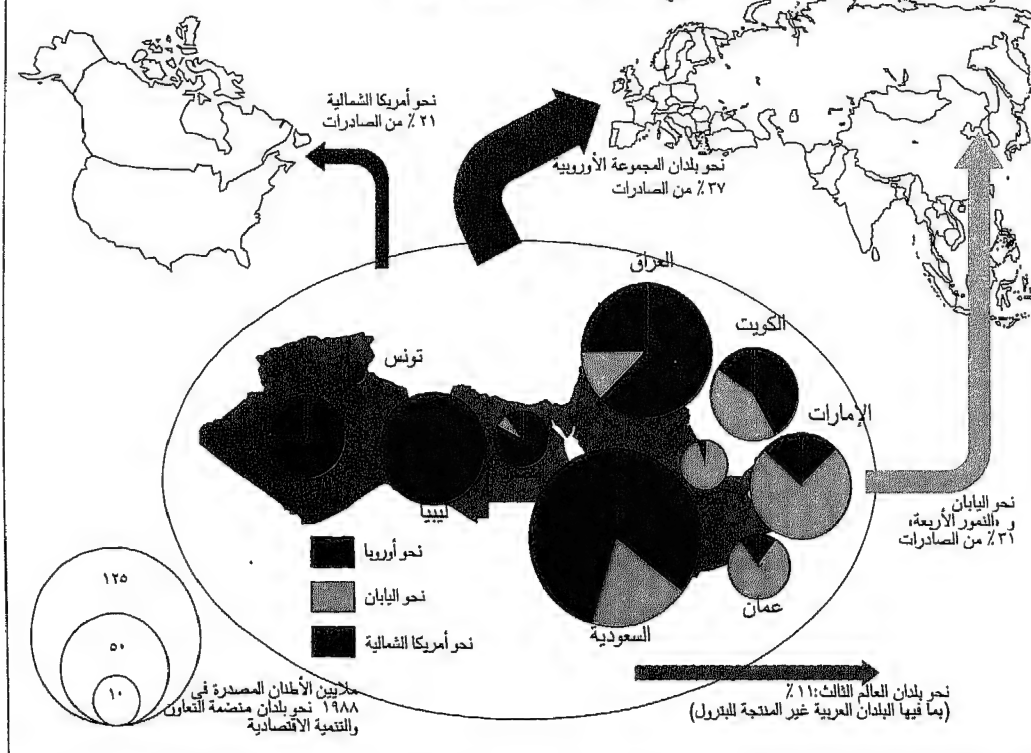 نحو أمريكا الشمالية
٢١ ٪ من الصادرات
نحو بلدان المجموعة الأوروبية
٣٧ ٪ من الصادرات
العراق
الكويت
تونس
الإمارات
ليبيا
نحو اليابان
و «النمور الأربعة»
٣١ ٪ من الصادرات
نحو أوروبا
نحو اليابان
نحو أمريكا الشمالية
عمان
السعودية
١٢٥
٥٠
١٠
ملايين الأطنان المصدرة في
١٩٨٨ نحو بلدان منضمة التعاون
والتنمية الاقتصادية
نحو بلدان العالم الثالث: ١١ ٪
(بما فيها البلدان العربية غير المنتجة للبترول)